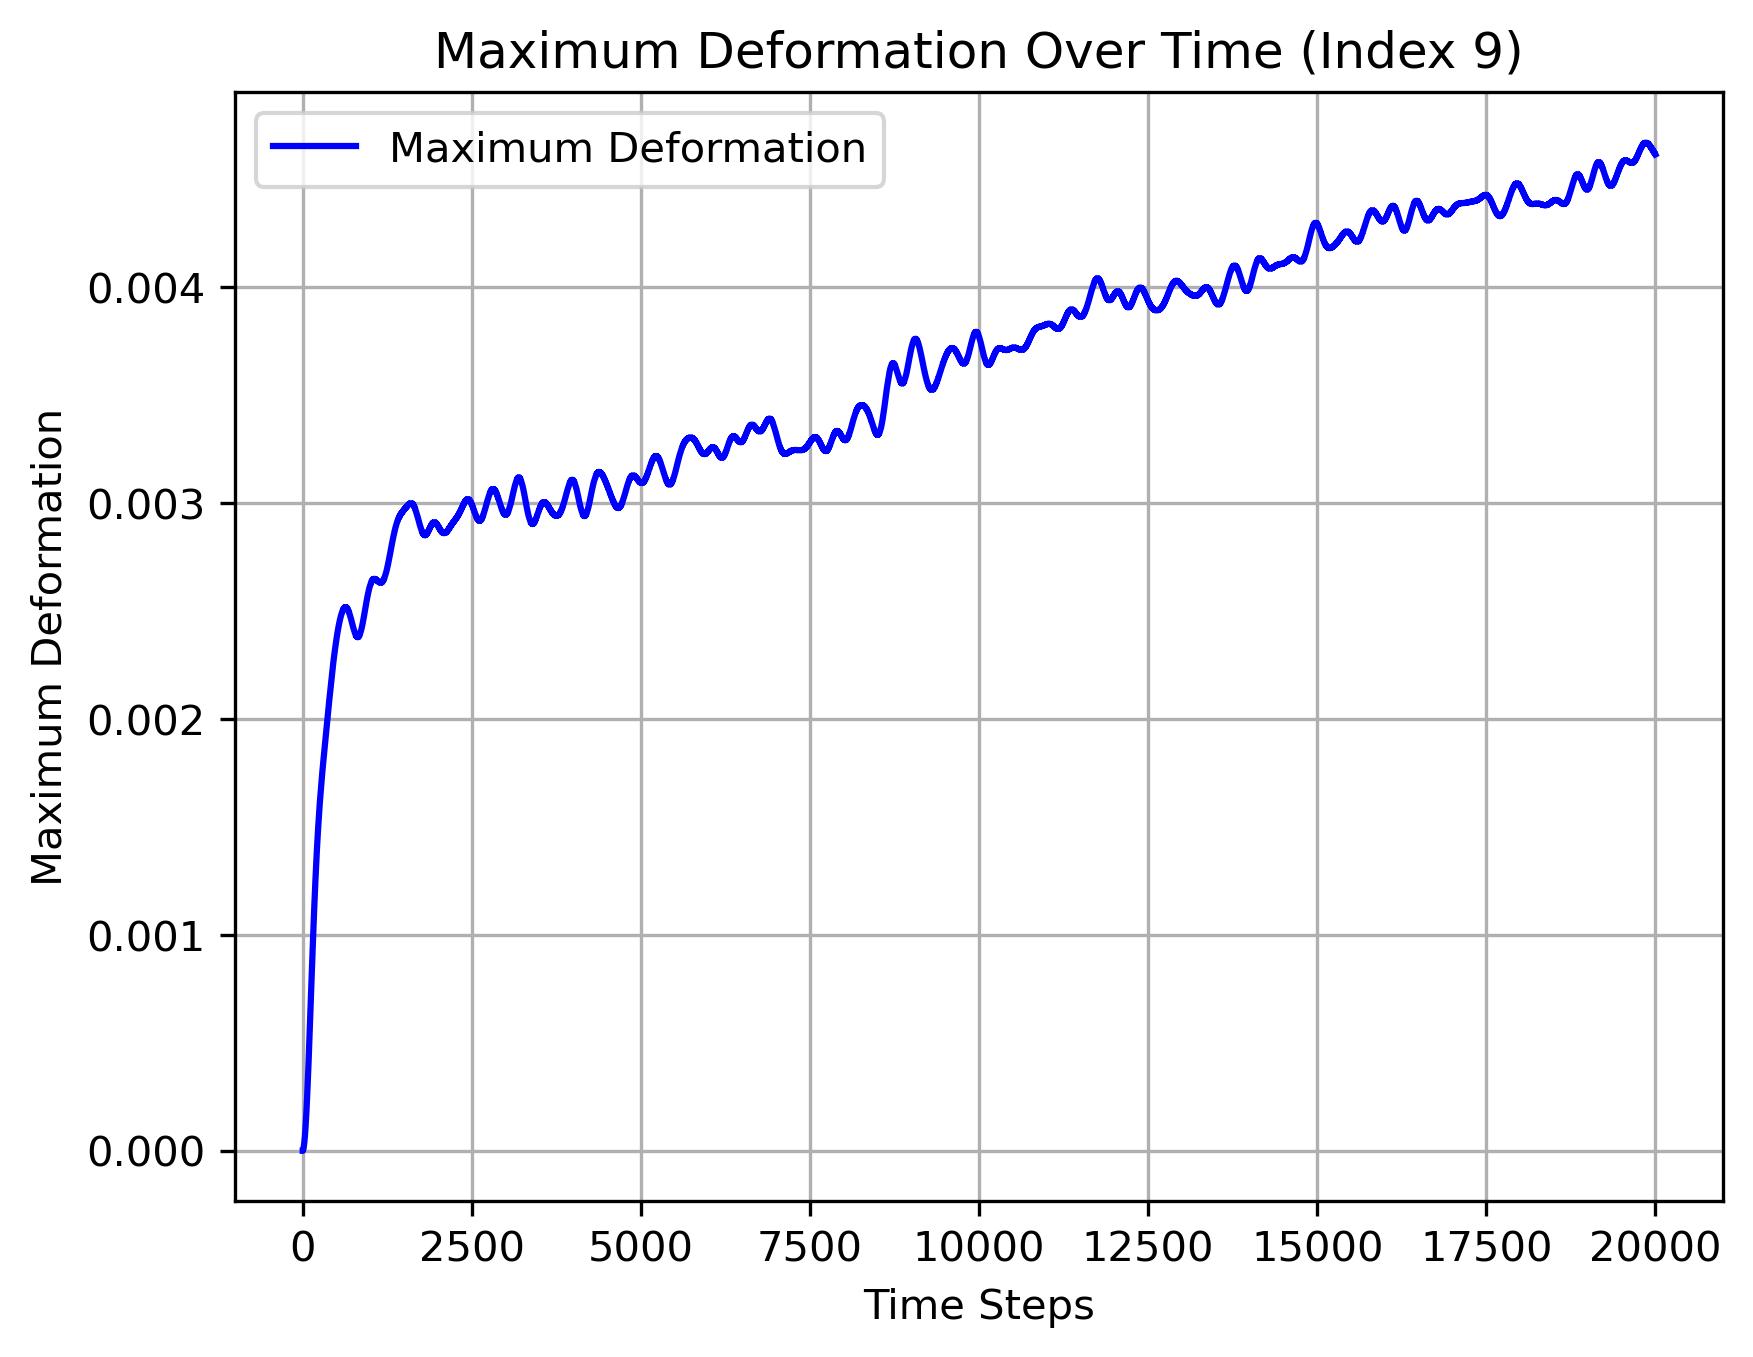 Maximum Deformation Over Time (Index 9)
Maximum Deformation
Maximum Deformation
0.004
0.003
0.002
0.001
0.000
0 2500 5000 7500 10000 12500 15000 17500 20000
Time Steps